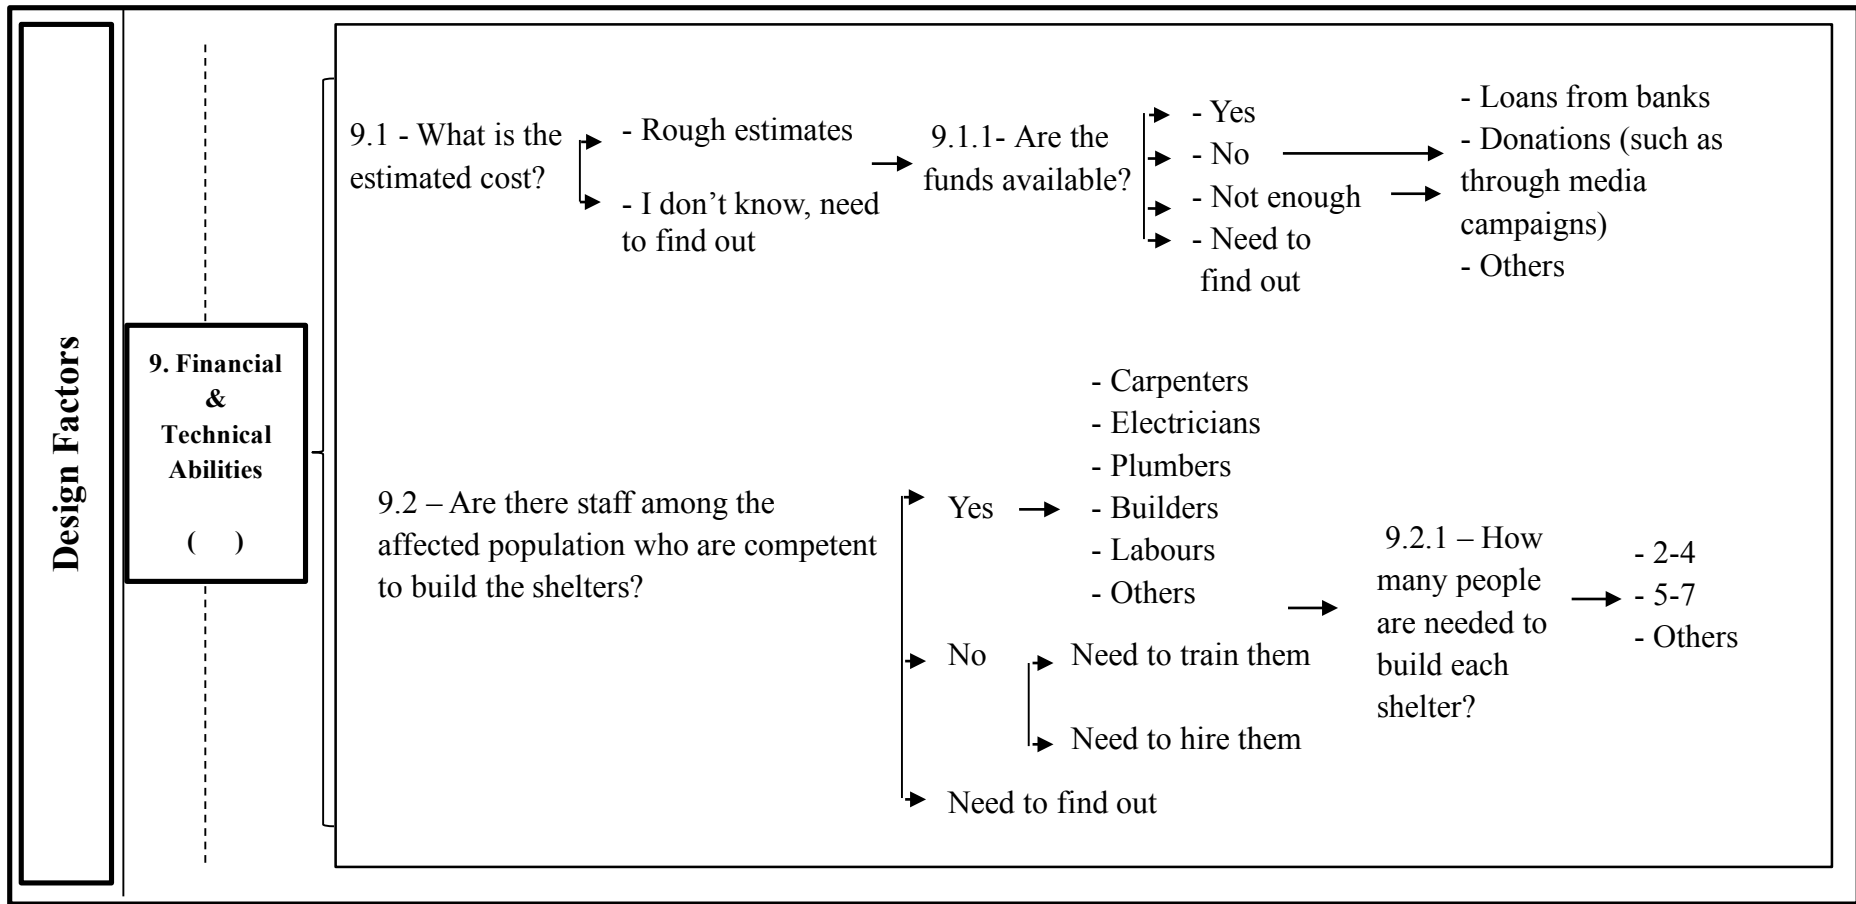 Design Factors
9. Financial
&
Technical
Abilities
(    )
9.1 - What is the
estimated cost?
- Rough estimates
- I don’t know, need
to find out
9.1.1- Are the
funds available?
- Yes
- No
- Not enough
- Need to
find out
- Loans from banks
- Donations (such as
through media
campaigns)
- Others
9.2 – Are there staff among the
affected population who are competent
to build the shelters?
Yes
- Carpenters
- Electricians
- Plumbers
- Builders
- Labours
- Others
No
Need to train them
Need to hire them
Need to find out
9.2.1 – How
many people
are needed to
build each
shelter?
- 2-4
- 5-7
- Others